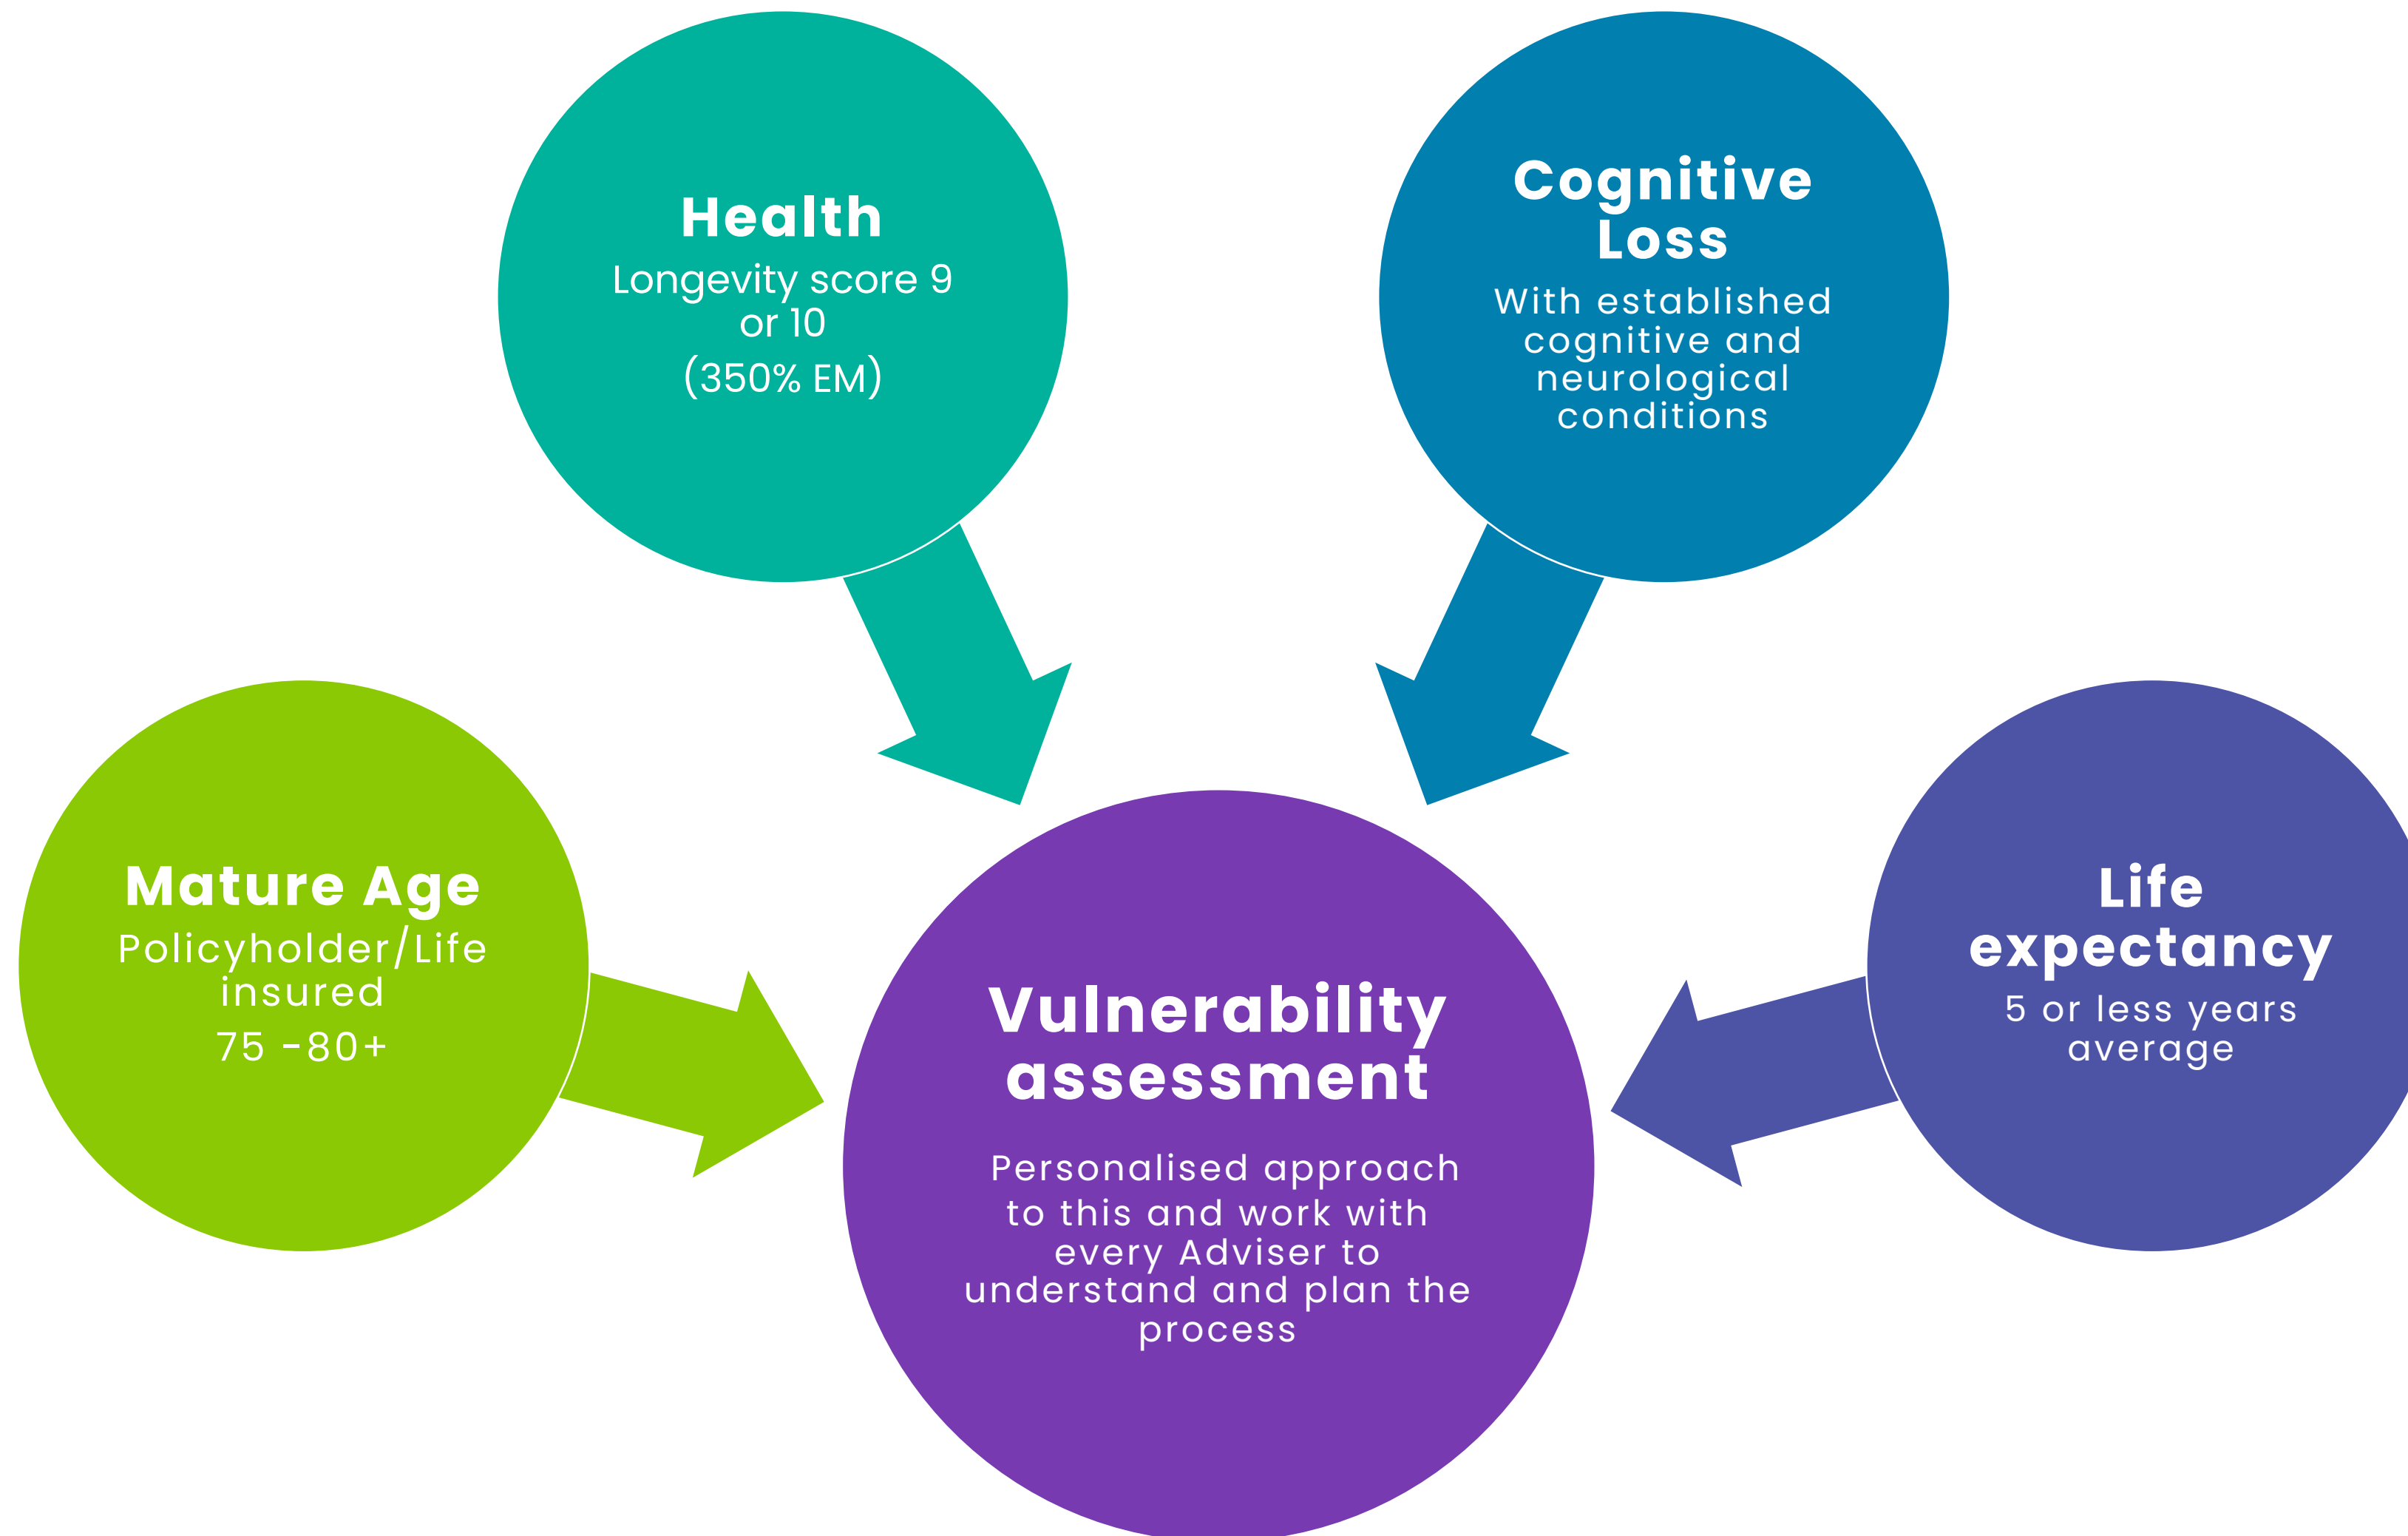 Health
Longevity score 9
or 10
(350% EM)
Cognitive
Loss
With established
cognitive and
neurological
conditions
Mature Age
Policyholder/Life
insured
75 -80+
Vulnerability
assessment
Personalised approach
to this and work with
every Adviser to
understand and plan the
process
Life
expectancy
5 or less years
average